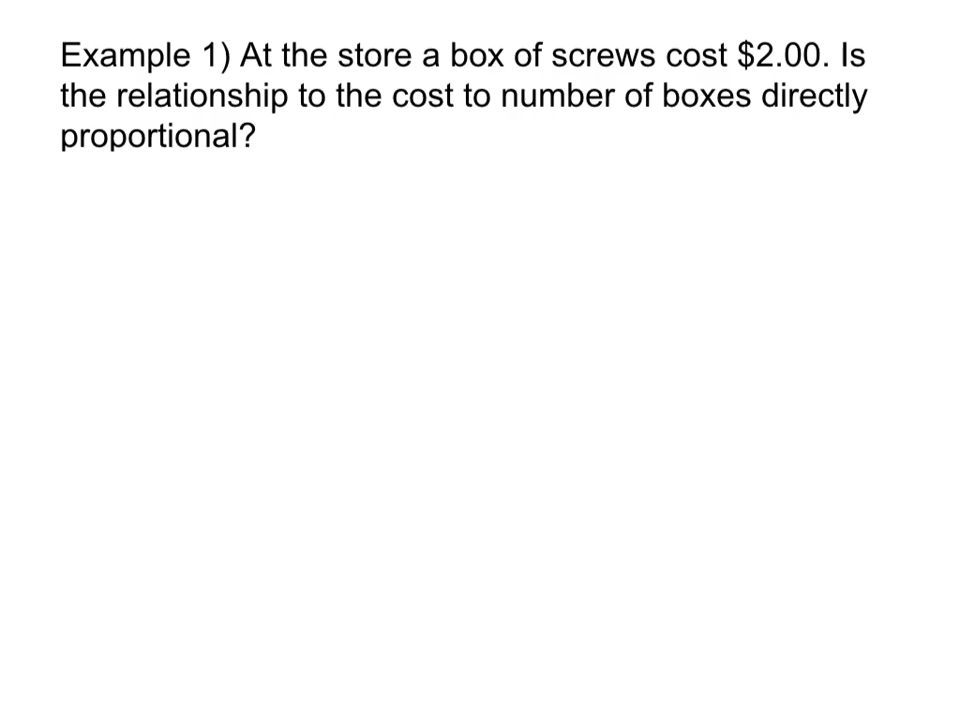 Example 1) At the store a box of screws cost $2.00. Is
the relationship to the cost to number of boxes directly
proportional?